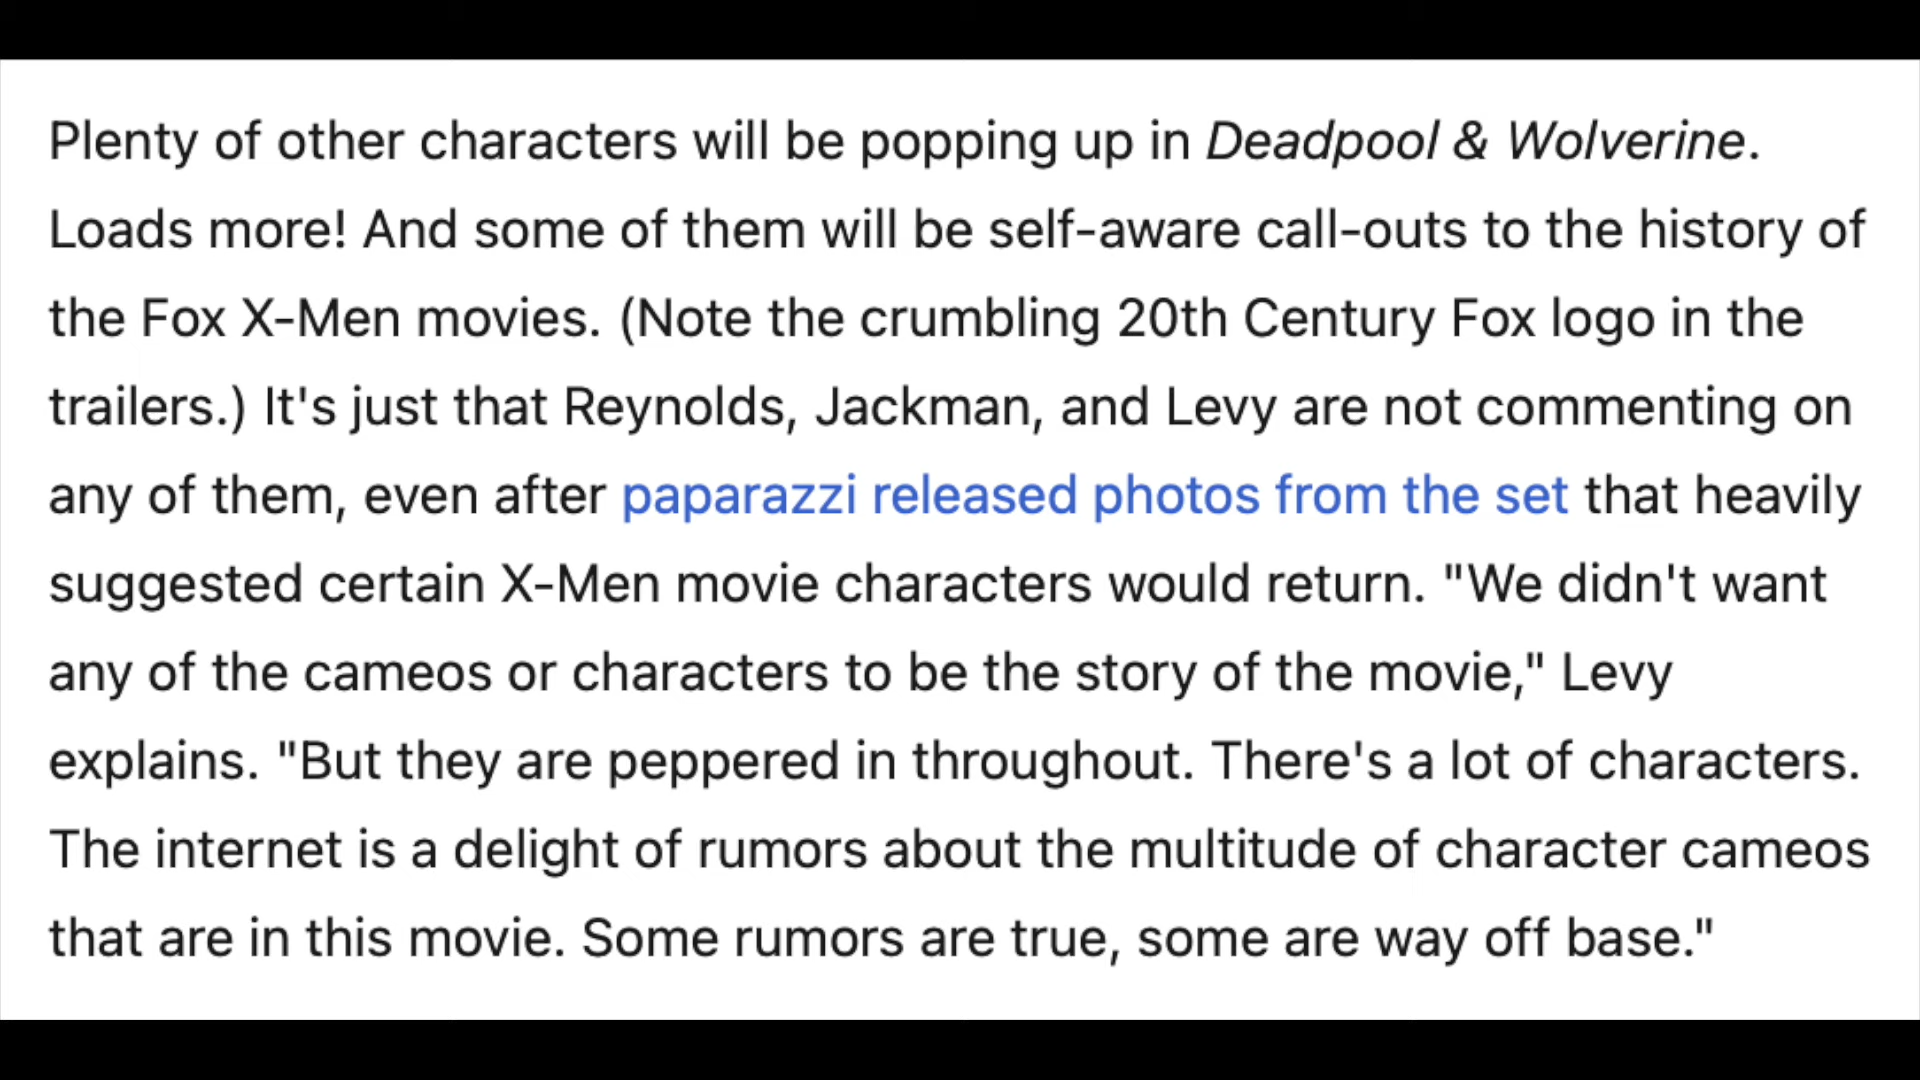 Plenty of other characters will be popping up in Deadpool & Wolverine.
Loads more! And some of them will be self-aware call-outs to the history of
the Fox X-Men movies. (Note the crumbling 20th Century Fox logo in the
trailers.) It's just that Reynolds, Jackman, and Levy are not commenting on
any of them, even after paparazzi released photos from the set that heavily
suggested certain X-Men movie characters would return. "We didn't want
any of the cameos or characters to be the story of the movie," Levy
explains. "But they are peppered in throughout. There's a lot of characters.
The internet is a delight of rumors about the multitude of character cameos
that are in this movie. Some rumors are true, some are way off base."